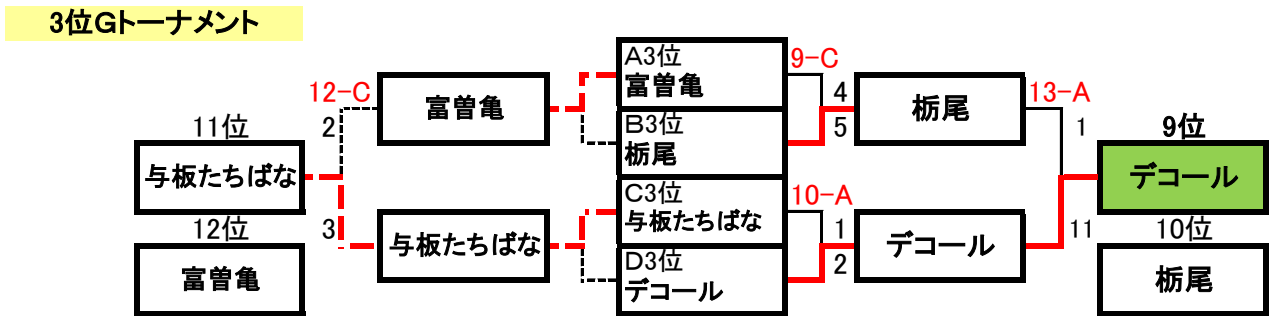 3位Gトーナメント
11位
与板たちばな
12位
富曽亀
12-C
2
3
富曽亀
与板たちばな
A3位
富曽亀
B3位
栃尾
C3位
与板たちばな
D3位
デコール
9-C
4
5
10-A
1
2
栃尾
デコール
13-A
1
11
9位
デコール
10位
栃尾